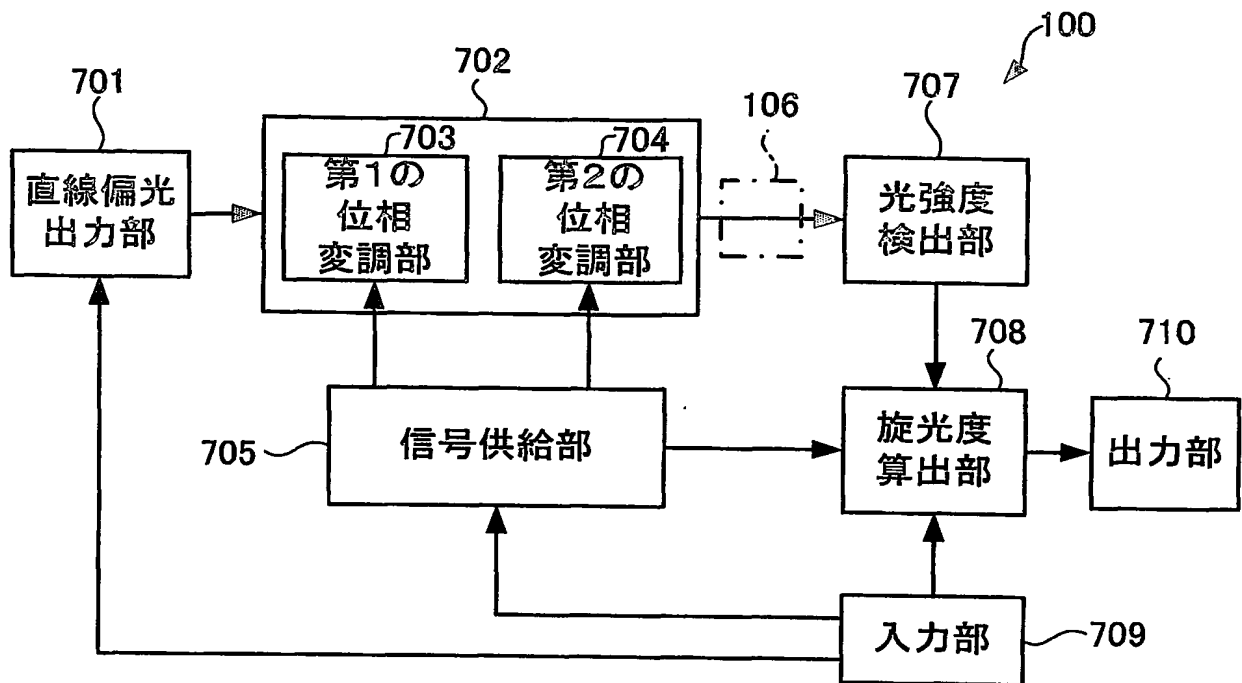 100
702
701
707
106
703
704
直線偏光
出力部
第1の
位相
変調部
第2の
位相
変調部
光強度
検出部
708
710
705
信号供給部
旋光度
算出部
出力部
入力部
709